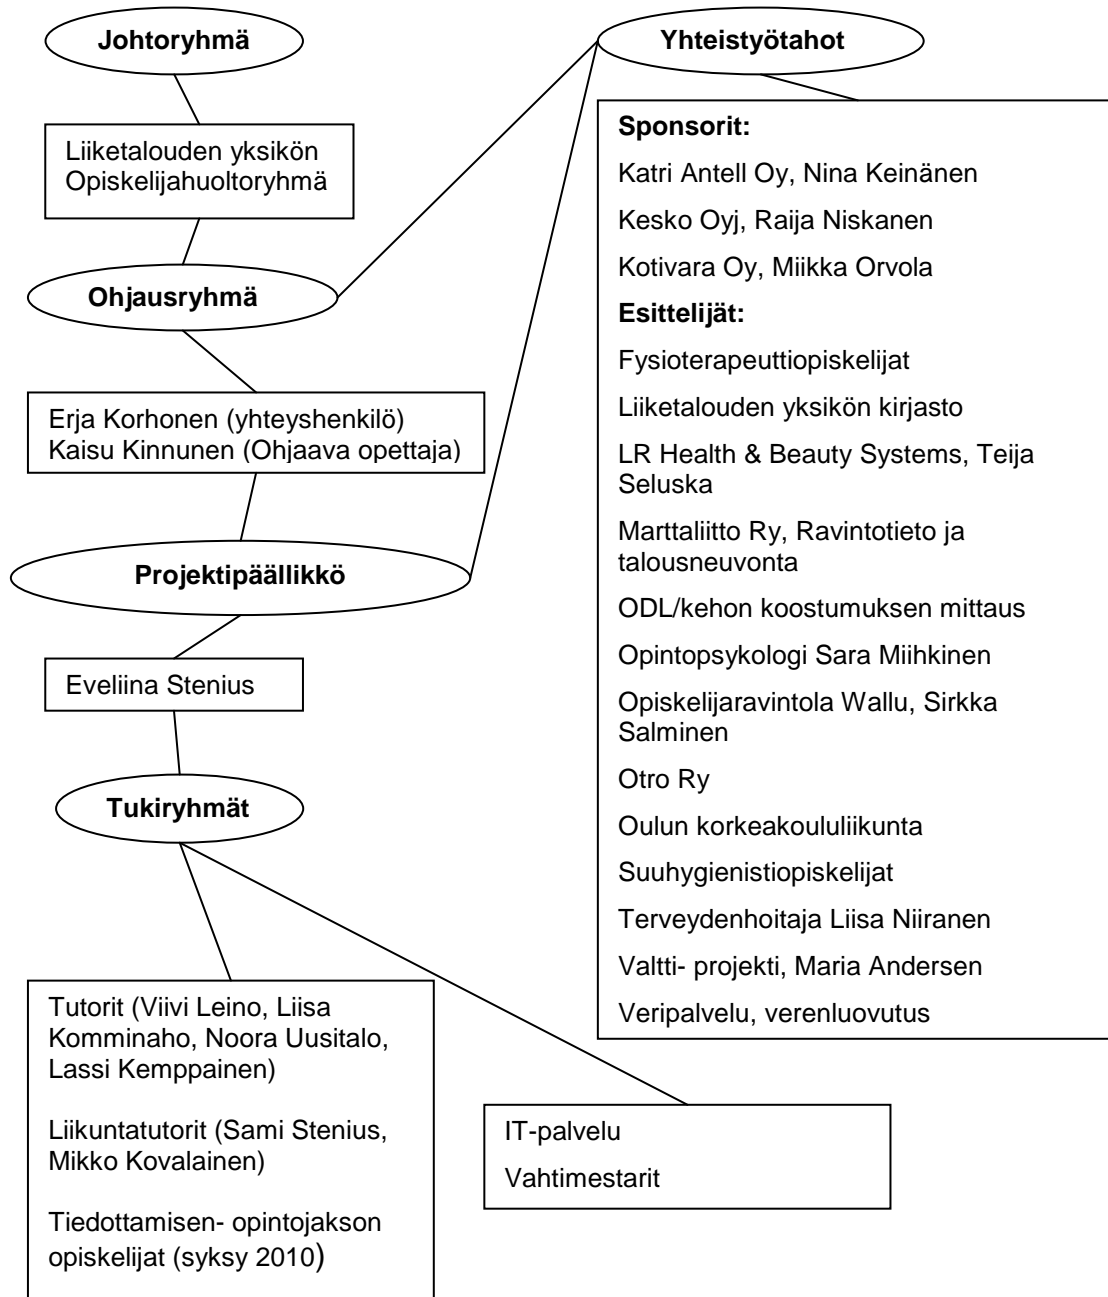 Johtoryhmä
Liiketalouden yksikön
Opiskelijahuoltoryhmä
Ohjausryhmä
Erja Korhonen (yhteyshenkilö)
Kaisu Kinnunen (Ohjaava opettaja)
Projektipäällikkö
Eveliina Stenius
Tukiryhmät
Tutorit (Viivi Leino, Liisa
Komminaho, Noora Uusitalo,
Lassi Kemppainen)
Liikuntatutorit (Sami Stenius,
Mikko Kovalainen)
Tiedottamisen- opintojakson
opiskelijat (syksy 2010)
IT-palvelu
Vahtimestarit
Yhteistyötahot
Sponsorit:
Katri Antell Oy, Nina Keinänen
Kesko Oyj, Raija Niskanen
Kotivara Oy, Miikka Orvola
Esittelijät:
Fysioterapeuttiopiskelijat
Liiketalouden yksikön kirjasto
LR Health & Beauty Systems, Teija
Seluska
Marttaliitto Ry, Ravintotieto ja
talousneuvonta
ODL/kehon koostumuksen mittaus
Opintopsykologi Sara Miihkinen
Opiskelijaravintola Wallu, Sirkka
Salminen
Otro Ry
Oulun korkeakoululiikunta
Suuhygienistiopiskelijat
Terveydenhoitaja Liisa Niiranen
Valtti- projekti, Maria Andersen
Veripalvelu, verenluovutus